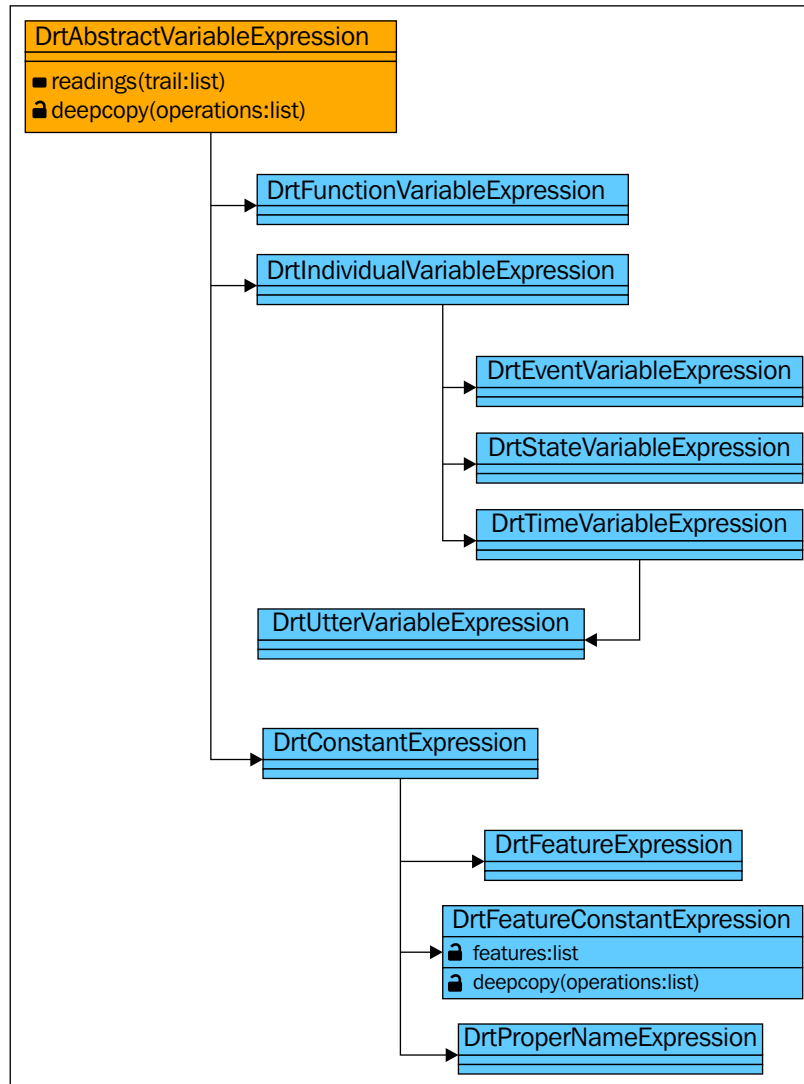 DrtAbstractVariableExpression
readings(trail:list)
deepcopy(operations:list)
DrtFunctionVariableExpression
DrtIndividualVariableExpression
DrtEventVariableExpression
DrtStateVariableExpression
DrtTimeVariableExpression
DrtUtterVariableExpression
DrtConstantExpression
DrtFeatureExpression
DrtFeatureConstantExpression
features:list
deepcopy(operations:list)
DrtProperNameExpression